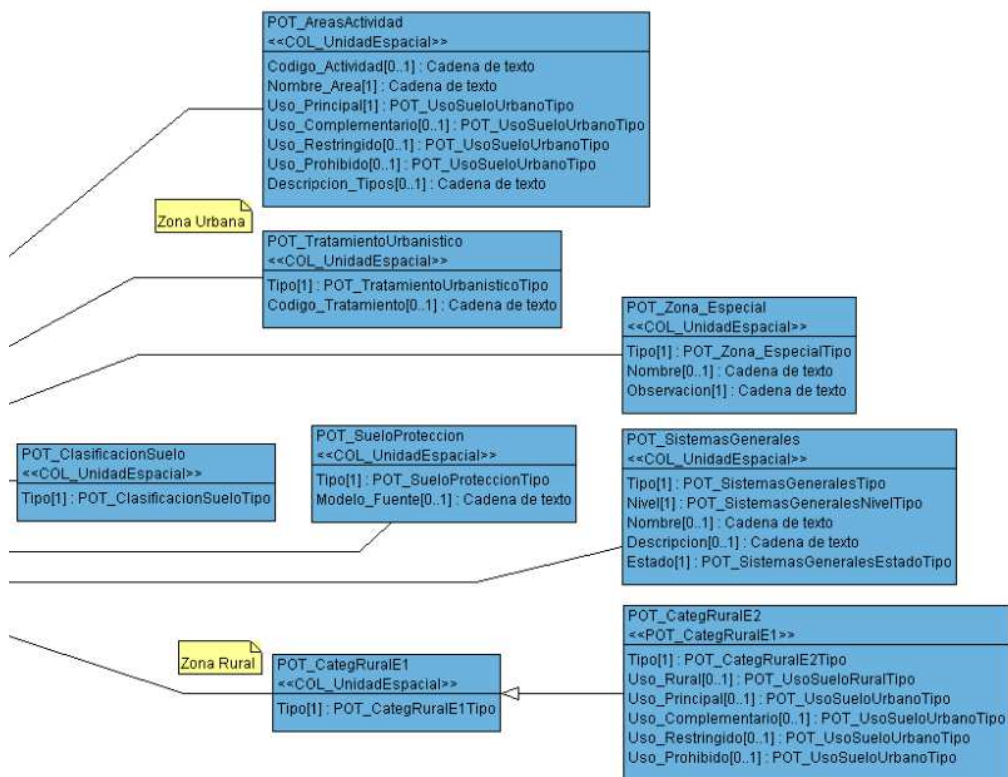 POT_AreasActividad
<<COL_UnidadEspacial>>
Codigo_Actividad[0..1] : Cadena de texto
Nombre_Area[1] : Cadena de texto
Uso_Principal[1] : POT_UsoSueloUrbanoTipo
Uso_Complementario[0..1] : POT_UsoSueloUrbanoTipo
Uso_Restringido[0..1] : POT_UsoSueloUrbanoTipo
Uso_Prohibido[0..1] : POT_UsoSueloUrbanoTipo
Descripcion_Tipos[0..1] : Cadena de texto
Zona Urbana
POT_TratamientoUrbanistico
<<COL_UnidadEspacial>>
Tipo[1] : POT_TratamientoUrbanisticoTipo
Codigo_Tratamiento[0..1] : Cadena de texto
POT_Zona_Especial
<<COL_UnidadEspacial>>
Tipo[1] : POT_Zona_EspecialTipo
Nombre[0..1] : Cadena de texto
Observacion[1] : Cadena de texto
POT_ClasificacionSuelo
<<COL_UnidadEspacial>>
Tipo[1] : POT_ClasificacionSueloTipo
POT_SueloProteccion
<<COL_UnidadEspacial>>
Tipo[1] : POT_SueloProteccionTipo
Modelo_Fuente[0..1] : Cadena de texto
POT_SistemasGenerales
<<COL_UnidadEspacial>>
Tipo[1] : POT_SistemasGeneralesTipo
Nivel[1] : POT_SistemasGeneralesNivelTipo
Nombre[0..1] : Cadena de texto
Descripcion[0..1] : Cadena de texto
Estado[1] : POT_SistemasGeneralesEstadoTipo
Zona Rural
POT_CategRuralE1
<<COL_UnidadEspacial>>
Tipo[1] : POT_CategRuralE1Tipo
POT_CategRuralE2
<<POT_CategRuralE1>>
Tipo[1] : POT_CategRuralE2Tipo
Uso_Rural[0..1] : POT_UsoSueloRuralTipo
Uso_Principal[0..1] : POT_UsoSueloUrbanoTipo
Uso_Complementario[0..1] : POT_UsoSueloUrbanoTipo
Uso_Restringido[0..1] : POT_UsoSueloUrbanoTipo
Uso_Prohibido[0..1] : POT_UsoSueloUrbanoTipo